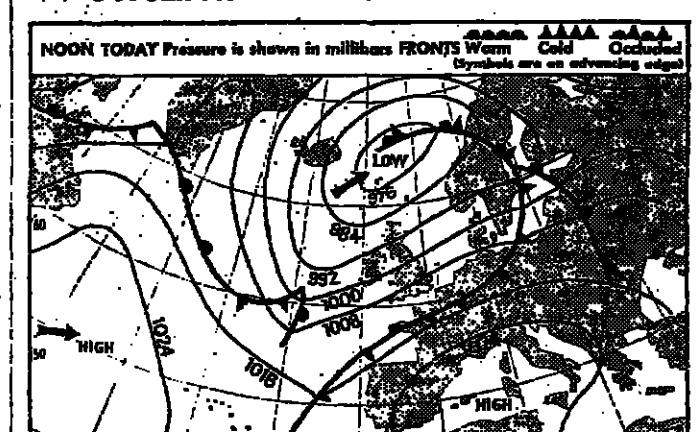 NOON TODAY Pressure is shown in millibars FRONTS Warm Cold Occluded
(Symbols are on advancing edge)
LOW
976
984
992
1000
1008
1016
1024
HIGH
HIGH
60
50